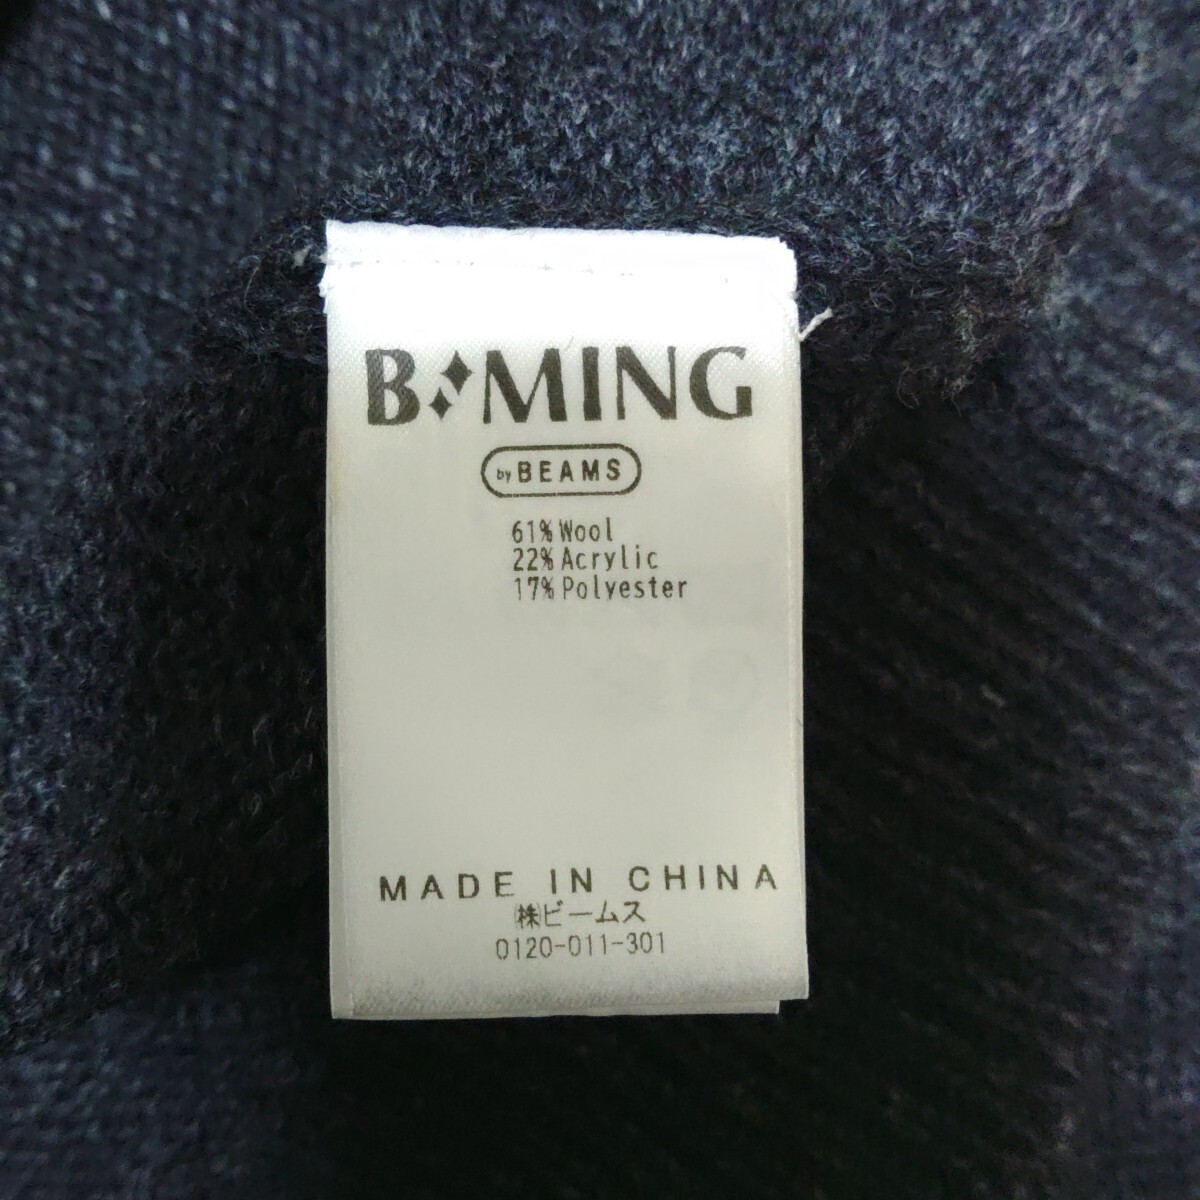 B:MING
by BEAMS
61% Wool
22% Acrylic
17% Polyester
MADE IN CHINA
㈱ビームス
0120-011-301